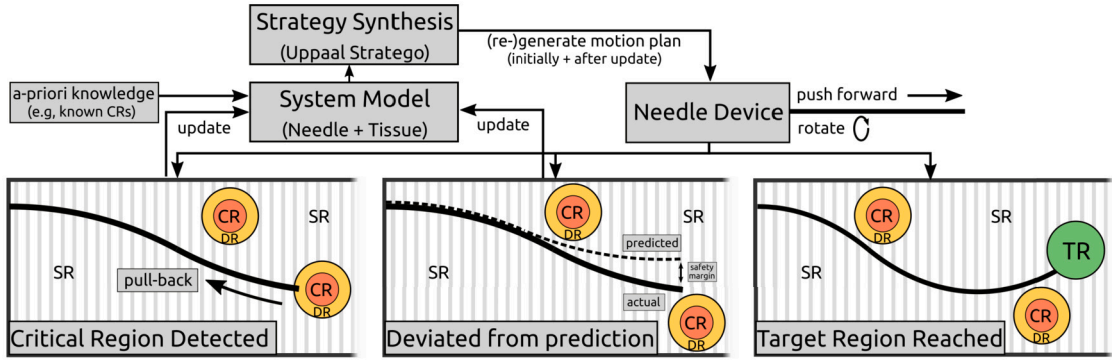 Strategy Synthesis
(Uppaal Stratego)
(re-)generate motion plan
(initially + after update)
a-priori knowledge
(e.g, known CRs)
System Model
(Needle + Tissue)
update
update
Needle Device
push forward
rotate
CR
DR
SR
SR
CR
DR
pull-back
Critical Region Detected
CR
DR
SR
SR
predicted
safety
margin
actual
CR
DR
Deviated from prediction
CR
DR
SR
SR
TR
CR
DR
Target Region Reached